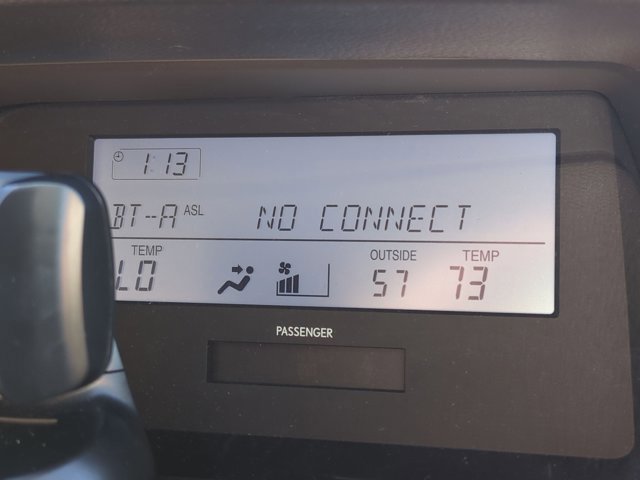 1:13
BT--A ASL NO CONNECT
TEMP OUTSIDE TEMP
LO 57 73
PASSENGER